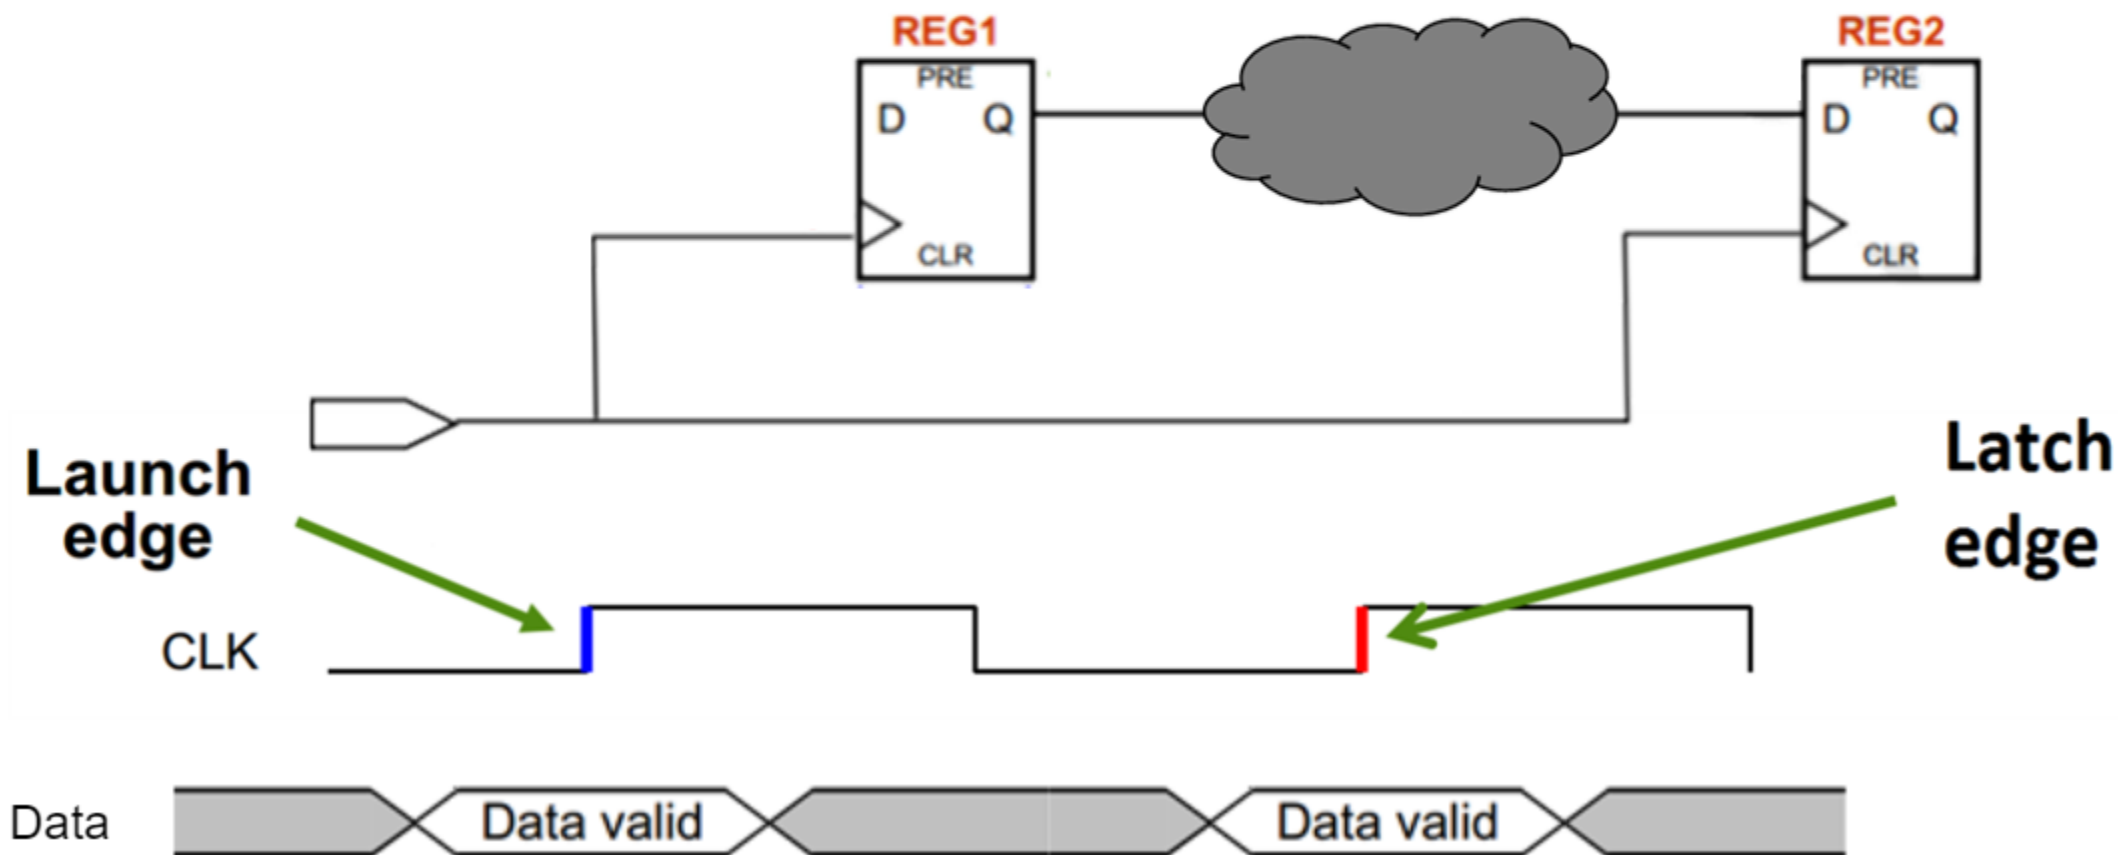 REG1
REG2
PRE
PRE
D Q
D Q
CLR
CLR
Launch
edge
Latch
edge
CLK
Data
Data valid
Data valid